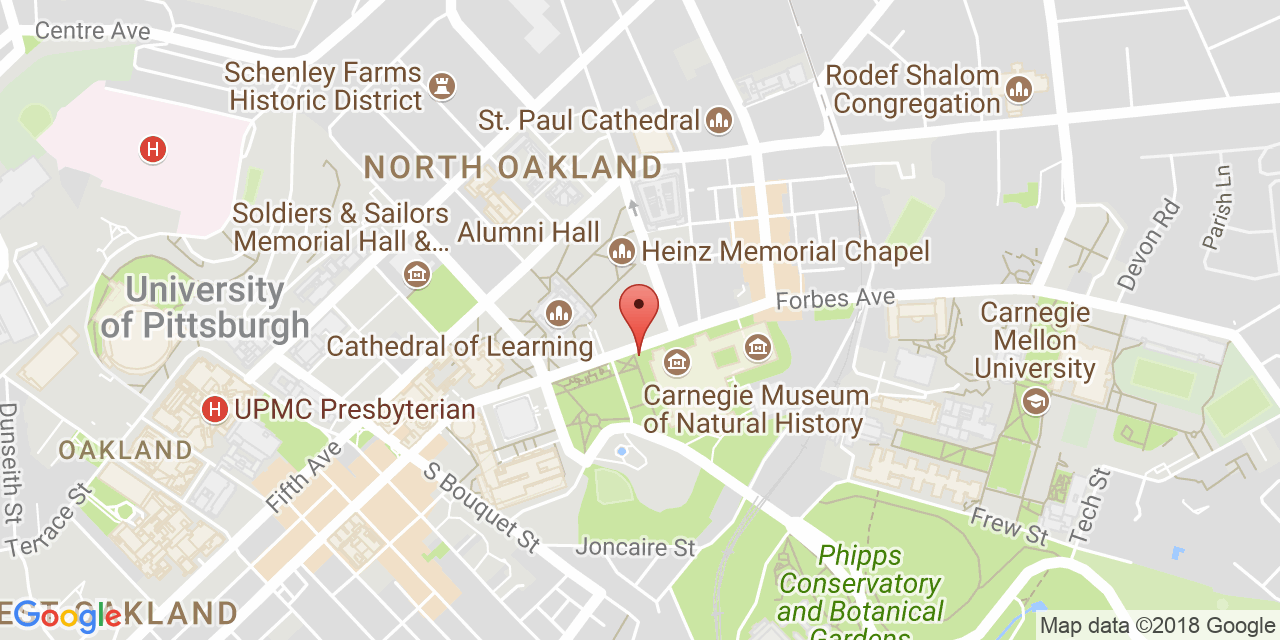 Centre Ave
Schenley Farms
Historic District
St. Paul Cathedral
Rodef Shalom
Congregation
H
NORTH OAKLAND
Parish Ln
Devon Rd
Soldiers & Sailors
Memorial Hall &...
Alumni Hall
Heinz Memorial Chapel
University
of Pittsburgh
Forbes Ave
Carnegie
Mellon
University
Cathedral of Learning
Carnegie Museum
of Natural History
H
UPMC Presbyterian
OAKLAND
Dunseith St
Terrace St
Fifth Ave
S Bouquet St
Joncaire St
Frew St
Tech St
Phipps
Conservatory
and Botanical
Gardens
EST OAKLAND
Google
Map data ©2018 Google